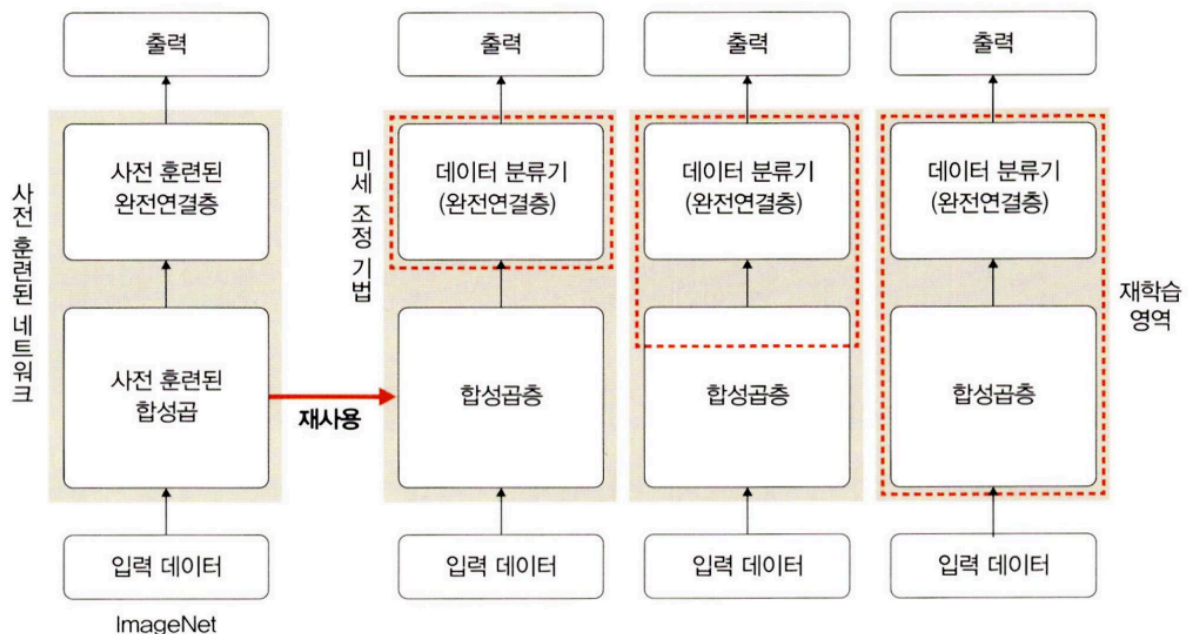 출력
출력
출력
출력
사전 훈련된 네트워크
사전 훈련된
완전연결층
미세 조정 기법
데이터 분류기
(완전연결층)
데이터 분류기
(완전연결층)
데이터 분류기
(완전연결층)
재학습
영역
사전 훈련된
합성곱
재사용
합성곱층
합성곱층
합성곱층
입력 데이터
입력 데이터
입력 데이터
입력 데이터
ImageNet